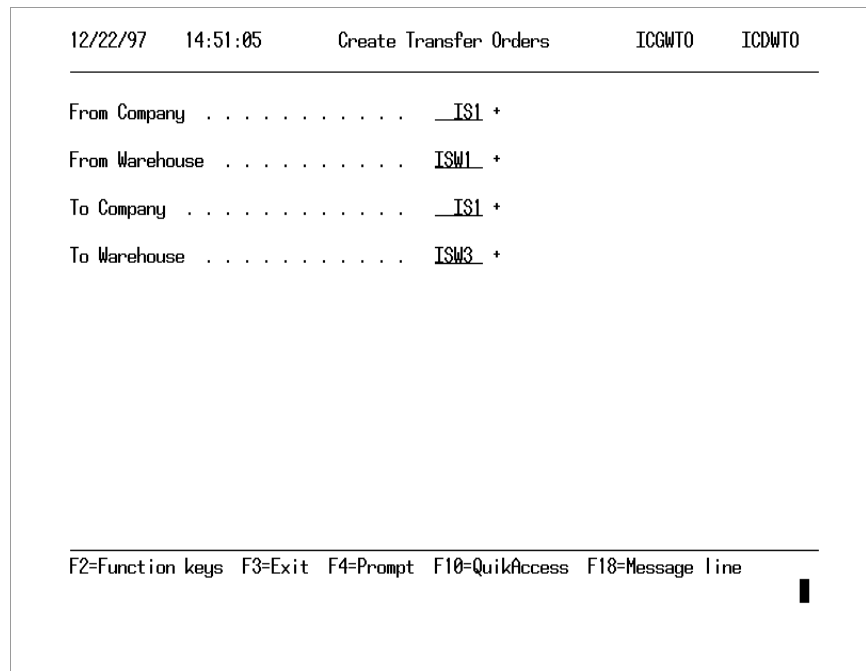 12/22/97 14:51:05 Create Transfer Orders ICGWTO ICDWTO
From Company . . . . . . . . . . . IS1 +
From Warehouse . . . . . . . . . . ISW1 +
To Company . . . . . . . . . . . . IS1 +
To Warehouse . . . . . . . . . . . ISW3 +
F2=Function keys F3=Exit F4=Prompt F10=QuikAccess F18=Message line